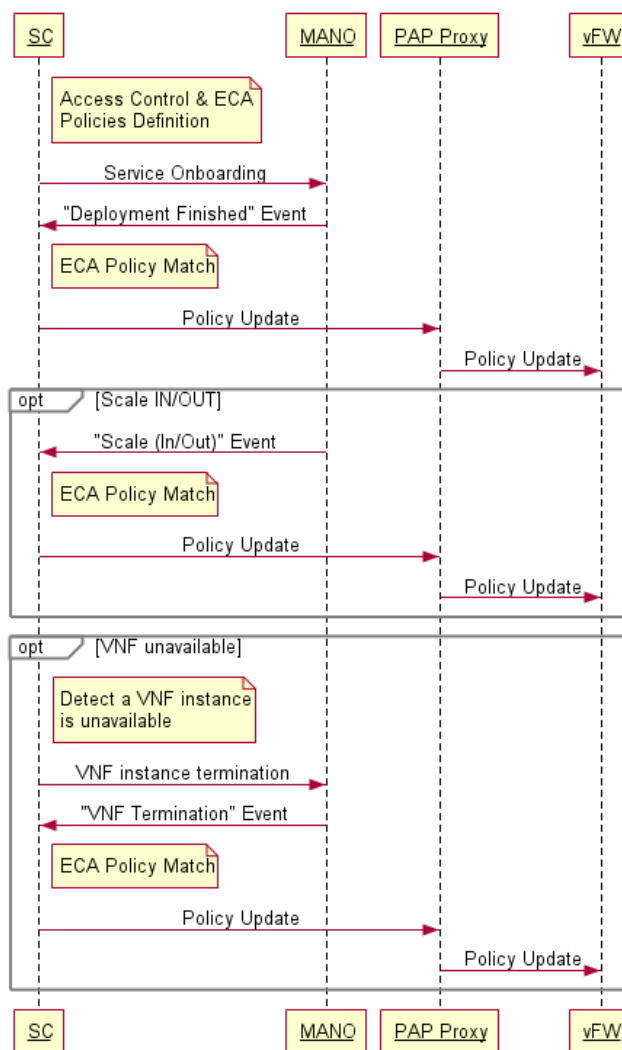 SC MANO PAP Proxy vFW
Access Control & ECA
Policies Definition
Service Onboarding
"Deployment Finished" Event
ECA Policy Match
Policy Update
Policy Update
opt [Scale IN/OUT]
"Scale (In/Out)" Event
ECA Policy Match
Policy Update
Policy Update
opt [VNF unavailable]
Detect a VNF instance
is unavailable
VNF instance termination
"VNF Termination" Event
ECA Policy Match
Policy Update
Policy Update
SC MANO PAP Proxy vFW